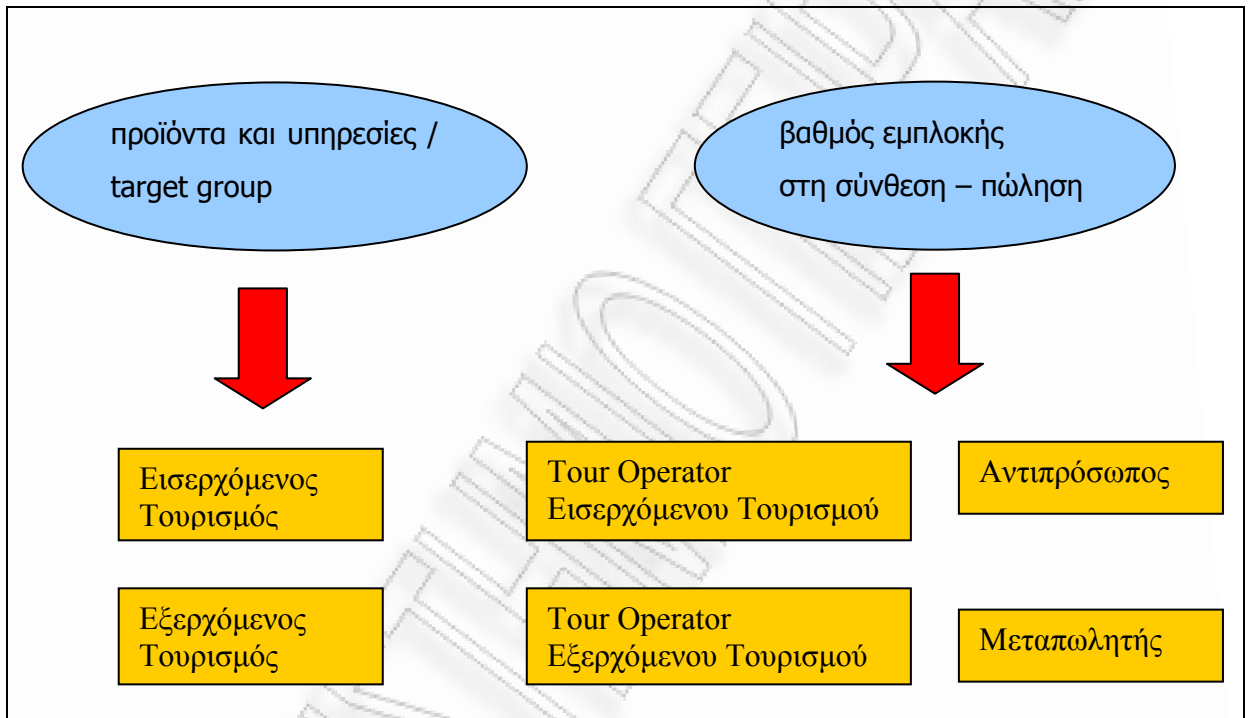 προϊόντα και υπηρεσίες /
target group
βαθμός εμπλοκής
στη σύνθεση – πώληση
Εισερχόμενος
Τουρισμός
Tour Operator
Εισερχόμενου Τουρισμού
Αντιπρόσωπος
Εξερχόμενος
Τουρισμός
Tour Operator
Εξερχόμενου Τουρισμού
Μεταπωλητής